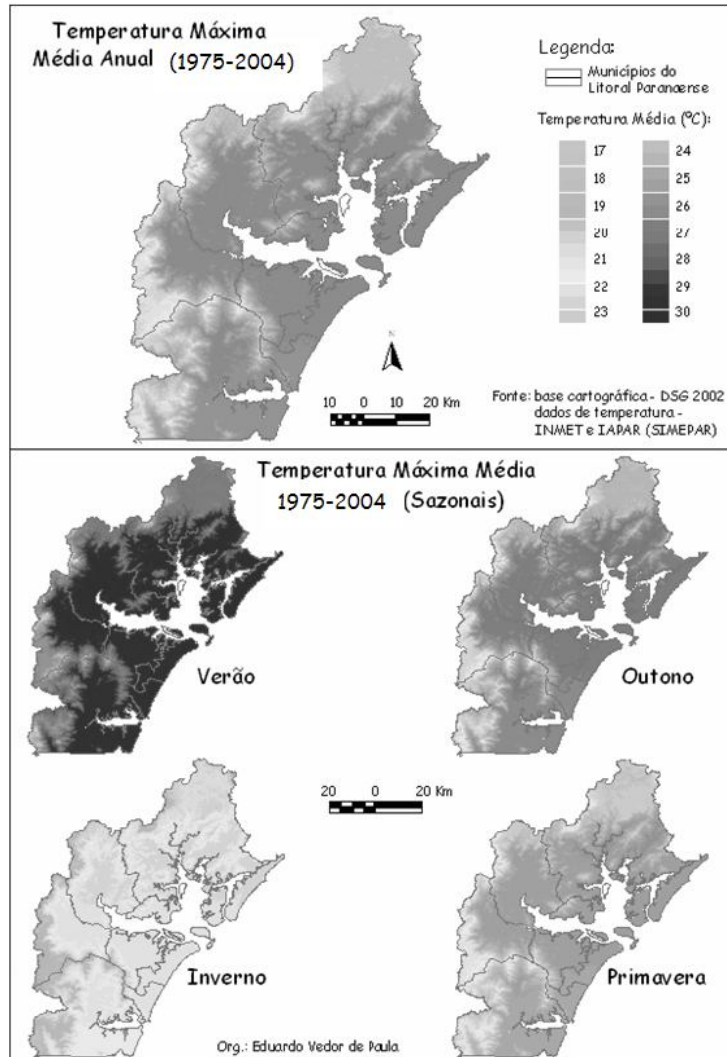 Temperatura Máxima
Média Anual (1975-2004)
Legenda:
Municípios do
Litoral Paranaense
Temperatura Média (°C):
17 24
18 25
19 26
20 27
21 28
22 29
23 30
N
10 0 10 20 Km
Fonte: base cartográfica - DSG 2002
dados de temperatura -
INMET e IAPAR (SIMEPAR)
Temperatura Máxima Média
1975-2004 (Sazonais)
Verão
Outono
20 0 20 Km
Inverno
Primavera
Org.: Eduardo Vedor de Paula